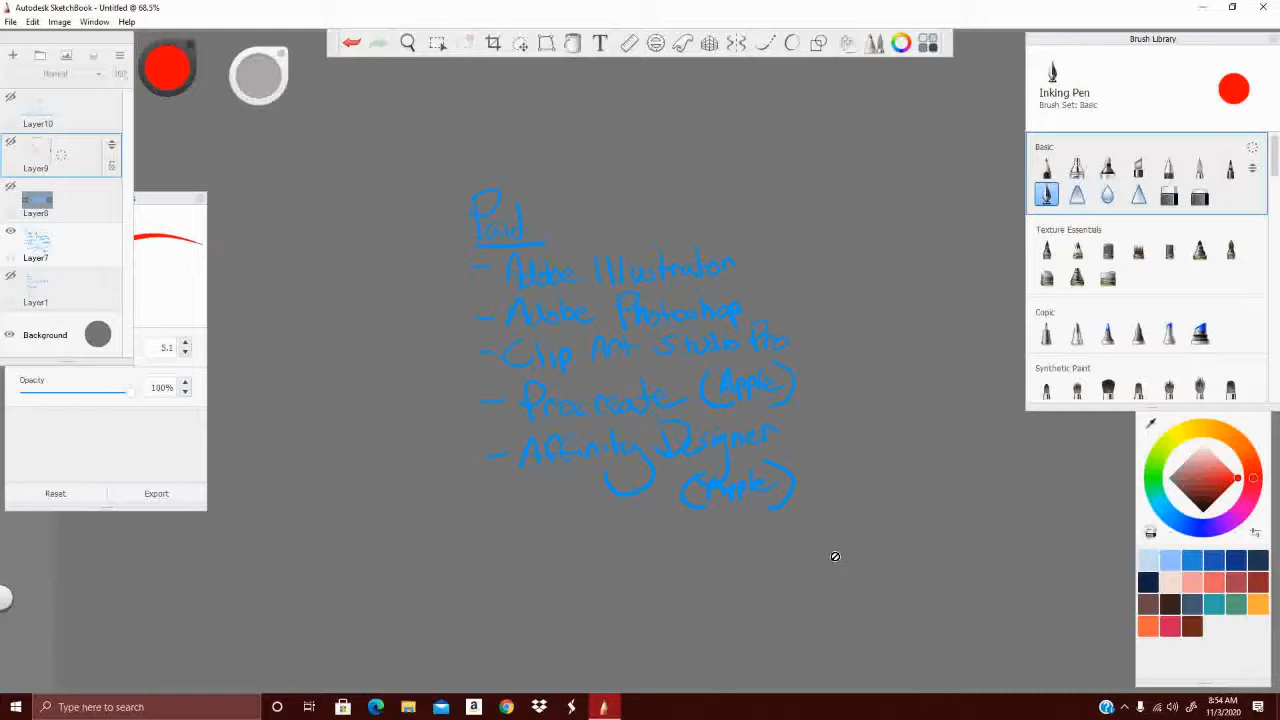 Autodesk SketchBook - Untitled @ 68.5%
File Edit Image Window Help
Normal
Layer10
Layer9
Layer8
Layer7
Layer1
Background
5.1
Opacity
100%
Reset Export
Paid
- Adobe Illustrator
- Adobe Photoshop
- Clip Art Studio Pro
- Procreate (Apple)
- Affinity Designer
(Apple)
Brush Library
Inking Pen
Brush Set: Basic
Basic
Texture Essentials
Copic
Synthetic Paint
Type here to search
8:54 AM
11/3/2020